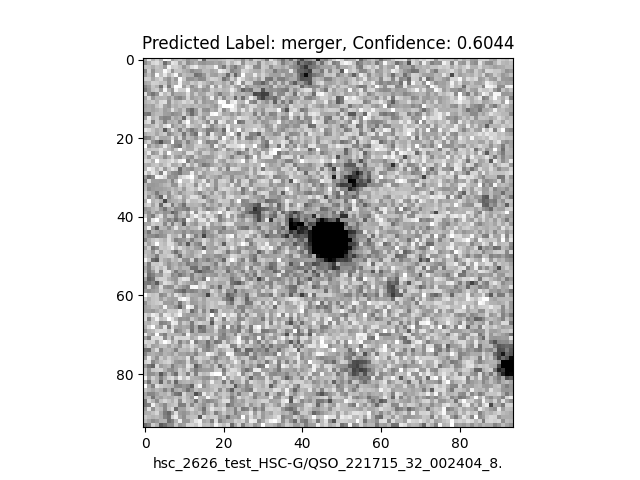 Predicted Label: merger, Confidence: 0.6044
0
20
40
60
80
0 20 40 60 80
hsc_2626_test_HSC-G/QSO_221715_32_002404_8.